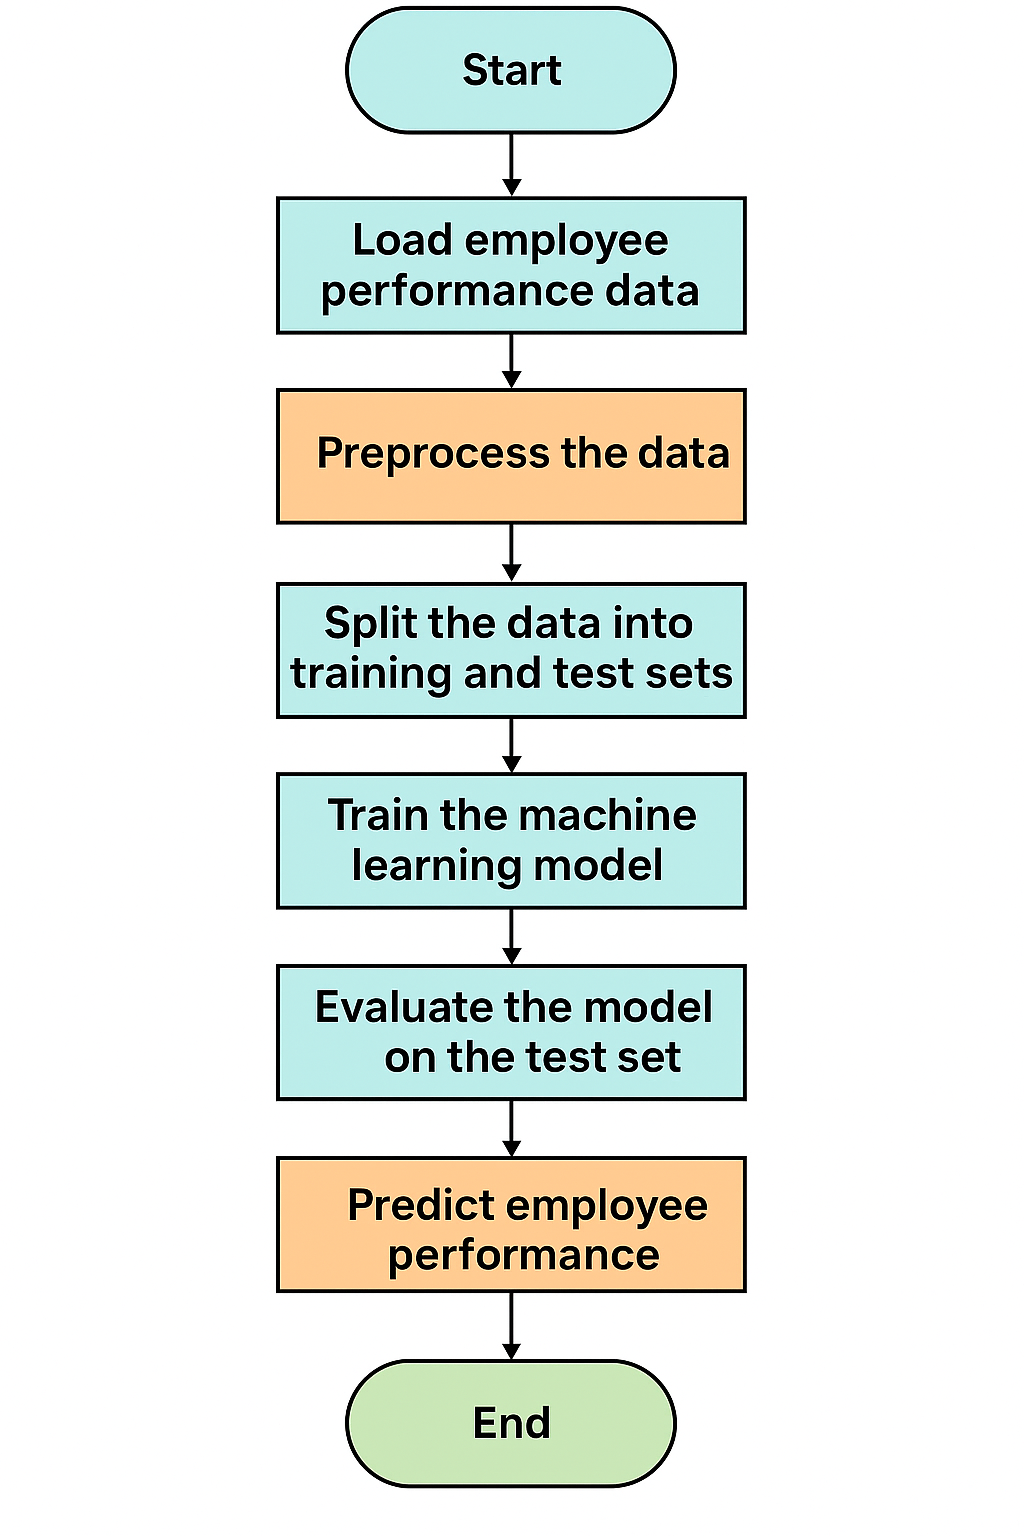 Start
Load employee
performance data
Preprocess the data
Split the data into
training and test sets
Train the machine
learning model
Evaluate the model
on the test set
Predict employee
performance
End